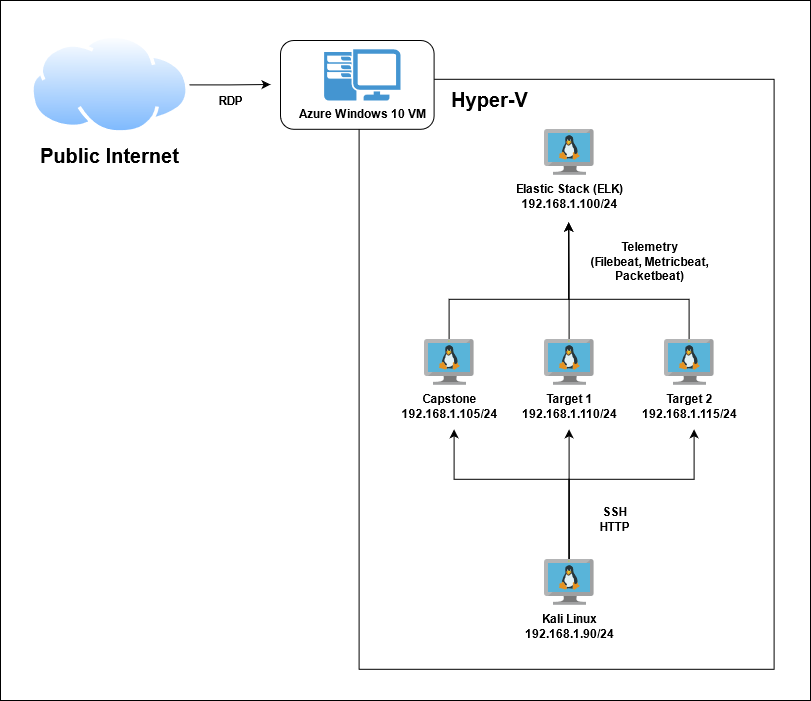 RDP
Public Internet
Azure Windows 10 VM
Hyper-V
Elastic Stack (ELK)
192.168.1.100/24
Telemetry
(Filebeat, Metricbeat,
Packetbeat)
Capstone
192.168.1.105/24
Target 1
192.168.1.110/24
Target 2
192.168.1.115/24
SSH
HTTP
Kali Linux
192.168.1.90/24